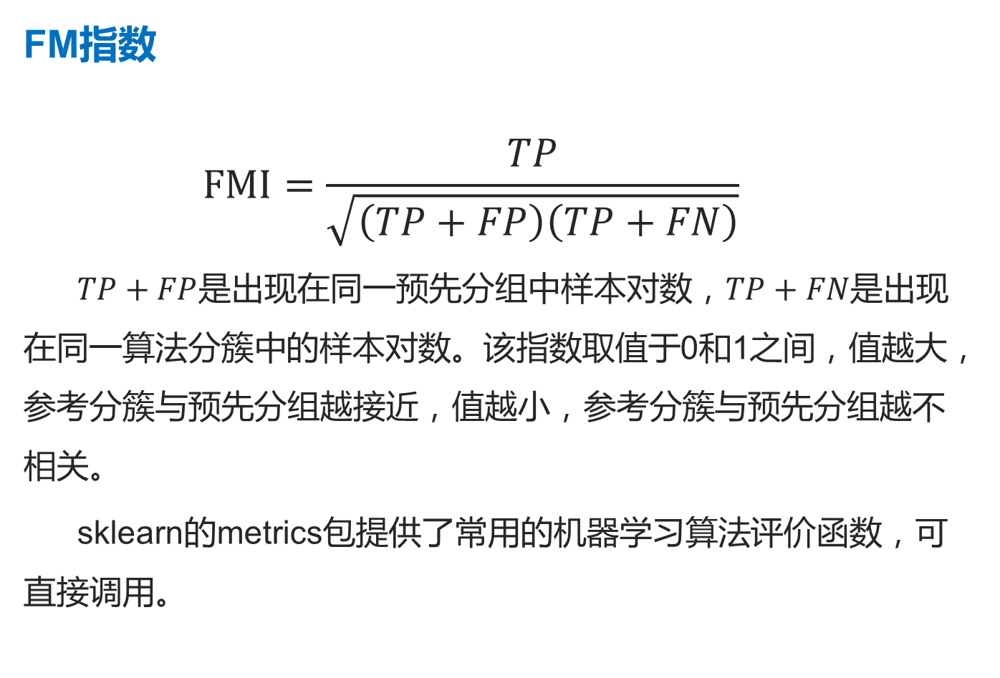 FM指数
FMI = \frac{TP}{\sqrt{(TP + FP)(TP + FN)}}
TP + FP是出现在同一预先分组中样本对数，TP + FN是出现
在同一算法分簇中的样本对数。该指数取值于0和1之间，值越大，
参考分簇与预先分组越接近，值越小，参考分簇与预先分组越不
相关。
sklearn的metrics包提供了常用的机器学习算法评价函数，可
直接调用。